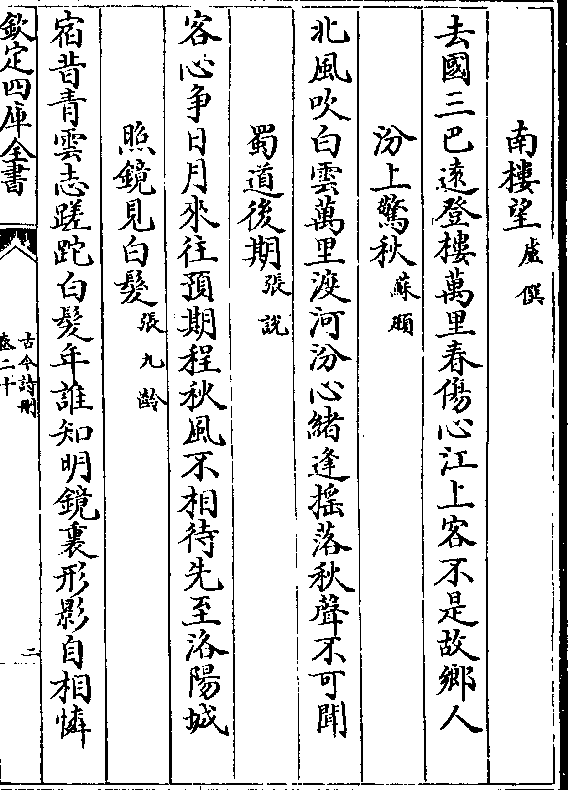 南樓望 盧僎
去國三巴遠登樓萬里春傷心江上客不是故鄉人
汾上驚秋 蘇頲
北風吹白雲萬里渡河汾心緒逢摇落秋聲不可聞
蜀道後期 張說
客心争日月來往預期程秋風不相待先至洛陽城
照鏡見白髮 張九齡
宿昔青雲志蹉跎白髮年誰知明鏡裏形影自相憐
欽定四庫全書
古今詩刪
卷二十
二